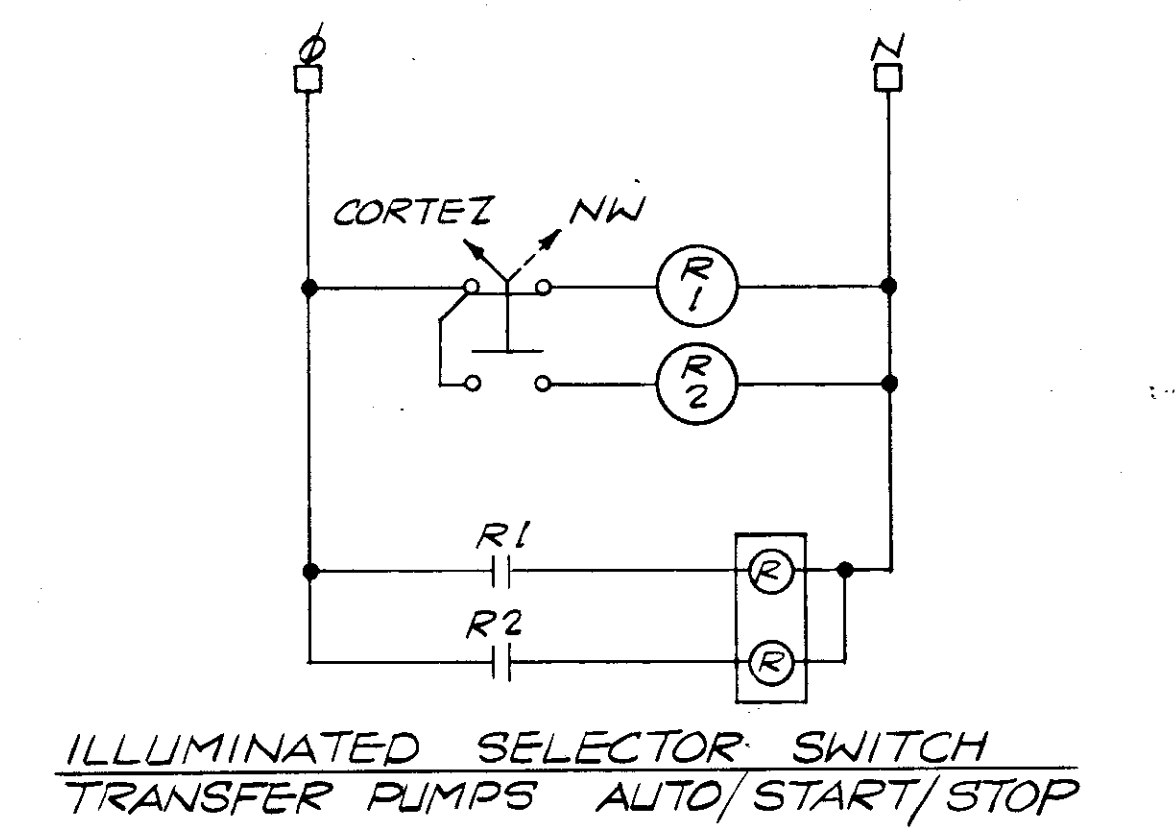 Ø N
CORTEZ NW
R
1
R
2
R1
R
R2
R
ILLUMINATED SELECTOR SWITCH
TRANSFER PUMPS AUTO/START/STOP